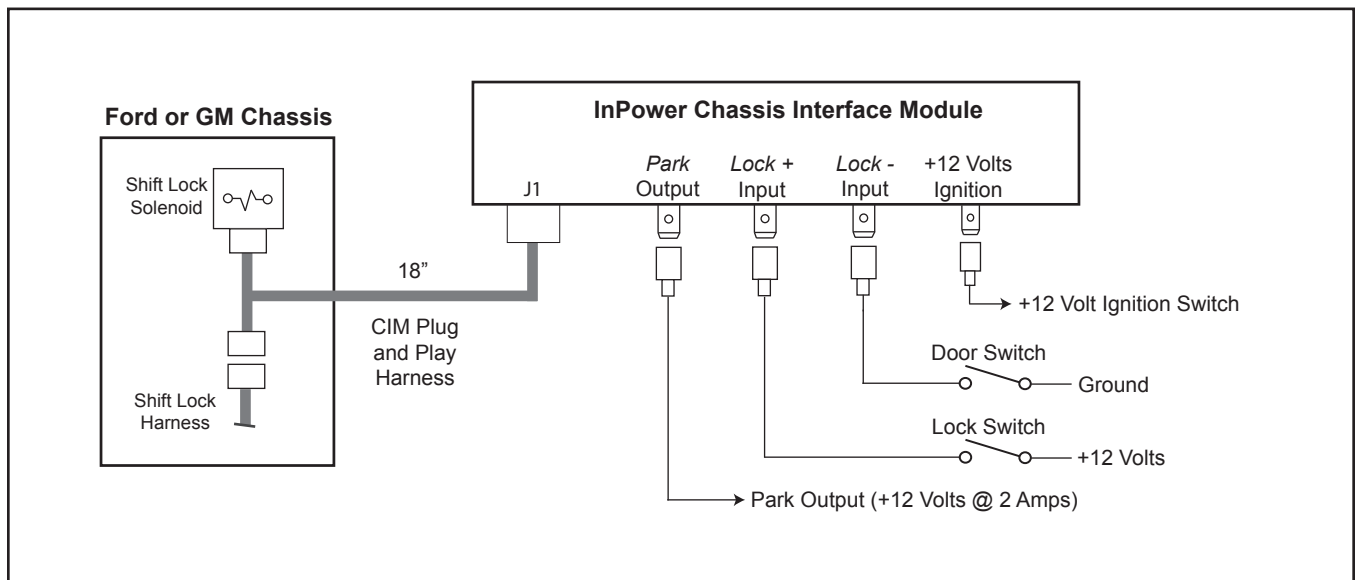 InPower Chassis Interface Module
Ford or GM Chassis
Shift Lock
Solenoid
J1
Park
Output
Lock +
Input
Lock -
Input
+12 Volts
Ignition
18”
CIM Plug
and Play
Harness
Shift Lock
Harness
+12 Volt Ignition Switch
Door Switch
Ground
Lock Switch
+12 Volts
Park Output (+12 Volts @ 2 Amps)